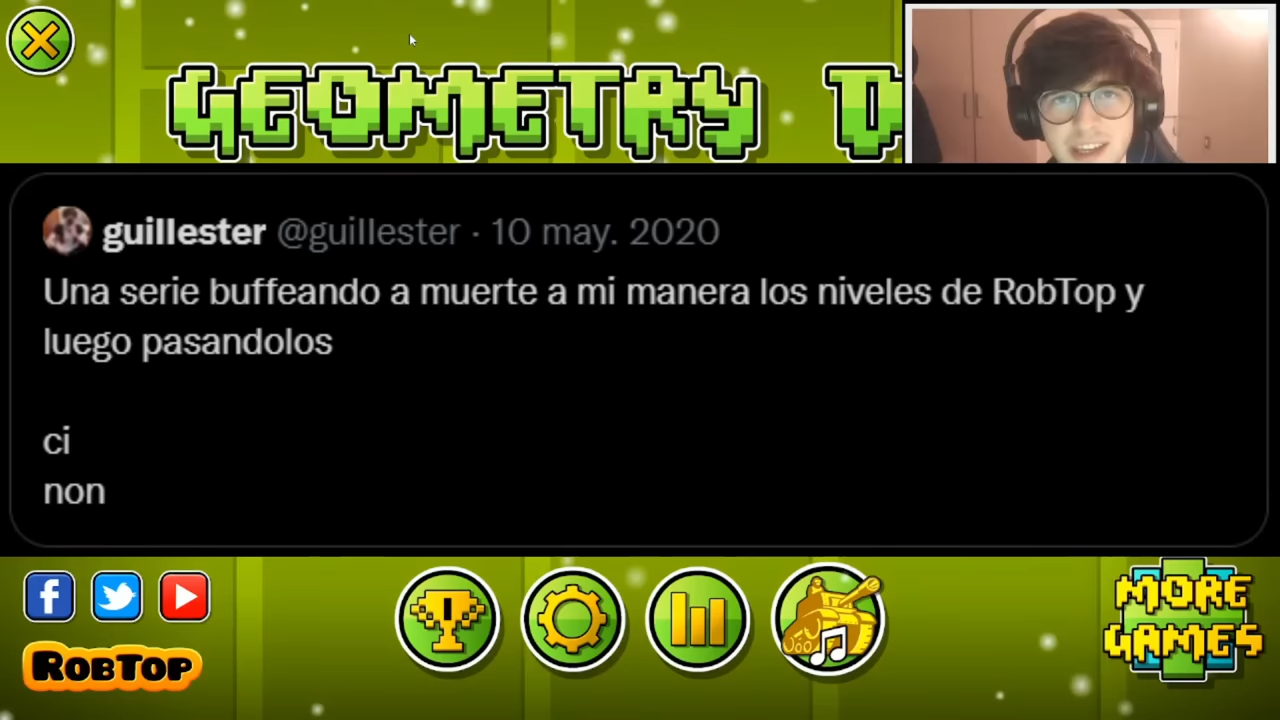 GEOMETRY D
guillester @guillester · 10 may. 2020
Una serie buffeando a muerte a mi manera los niveles de RobTop y
luego pasandolos
ci
non
f
ROBTOP
MORE
GAMES